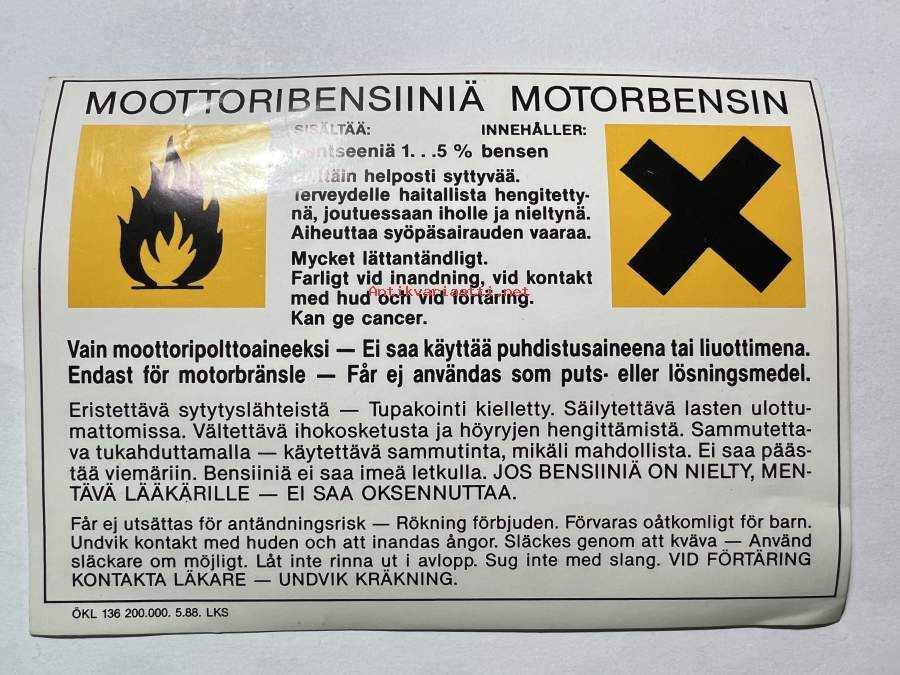 MOOTTORIBENSIINIÄ MOTORBENSIN
SISÄLTÄÄ: INNEHÅLLER:
bentseeniä 1. . .5 % bensen
Erittäin helposti syttyvää.
Terveydelle haitallista hengitetty-
nä, joutuessaan iholle ja nieltynä.
Aiheuttaa syöpäsairauden vaaraa.
Mycket lättantändligt.
Farligt vid inandning, vid kontakt
med hud och vid förtäring.
Antikvariaatti.net
Kan ge cancer.
Vain moottoripolttoaineeksi — Ei saa käyttää puhdistusaineena tai liuottimena.
Endast för motorbränsle — Får ej användas som puts- eller lösningsmedel.
Eristettävä sytytyslähteistä — Tupakointi kielletty. Säilytettävä lasten ulottu-
mattomissa. Vältettävä ihokosketusta ja höyryjen hengittämistä. Sammutetta-
va tukahduttamalla — käytettävä sammutinta, mikäli mahdollista. Ei saa pääs-
tää viemäriin. Bensiiniä ei saa imeä letkulla. JOS BENSIINIÄ ON NIELTY, MEN-
TÄVÄ LÄÄKÄRILLE — EI SAA OKSENNUTTAA.
Får ej utsättas för antändningsrisk — Rökning förbjuden. Förvaras oåtkomligt för barn.
Undvik kontakt med huden och att inandas ångor. Släckes genom att kväva — Använd
släckare om möjligt. Låt inte rinna ut i avlopp. Sug inte med slang. VID FÖRTÄRING
KONTAKTA LÄKARE — UNDVIK KRÄKNING.
ÖKL 136 200.000. 5.88. LKS